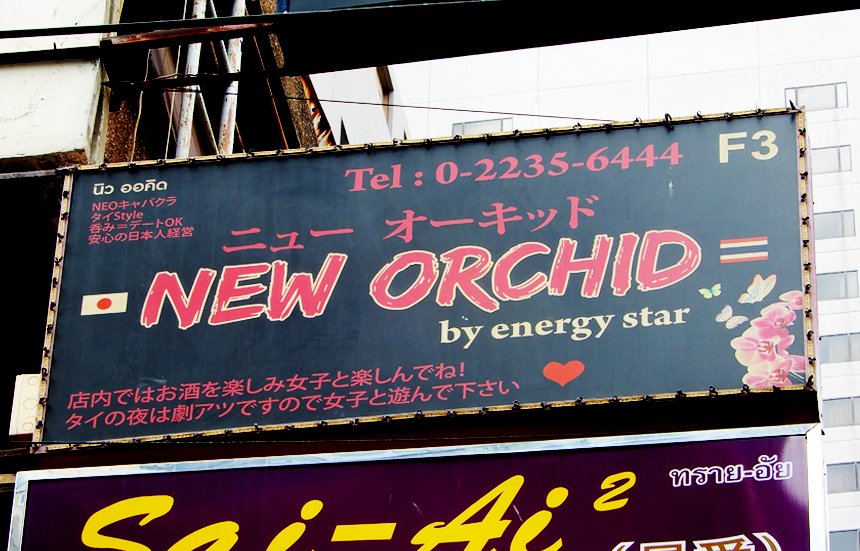 Tel : 0-2235-6444
F3
นิว ออคิด
NEOキャバクラ
タイStyle
呑み=デートOK
安心の日本人経営
ニュー オーキッド
NEW ORCHID
by energy star
店内ではお酒を楽しみ女子と楽しんでね!
タイの夜は劇アツですので女子と遊んで下さい
ทราย-อัย
Sai-Ai 2